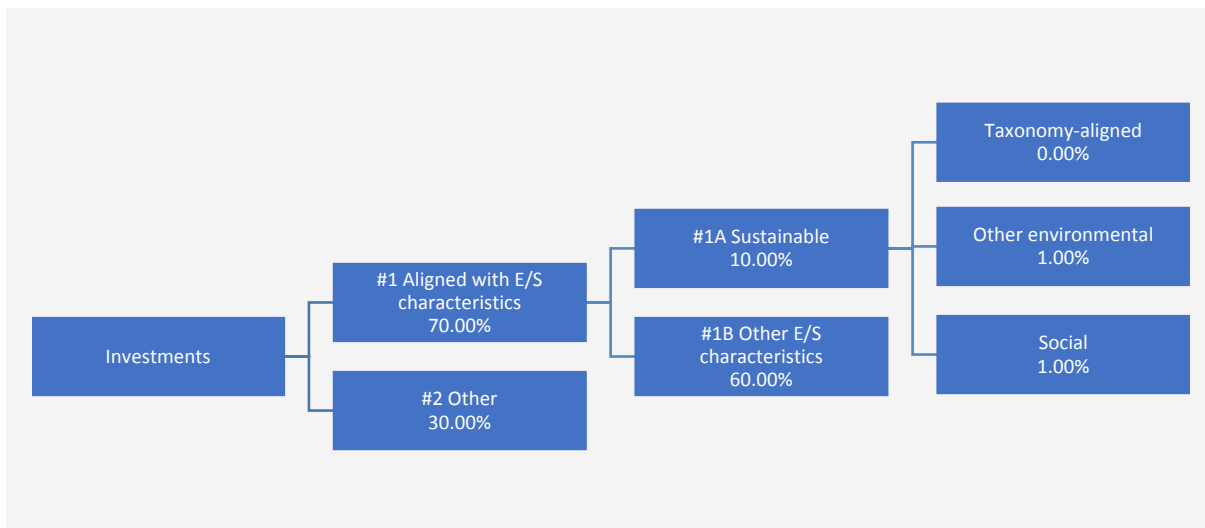 Investments
#1 Aligned with E/S
characteristics
70.00%
#2 Other
30.00%
#1A Sustainable
10.00%
#1B Other E/S
characteristics
60.00%
Taxonomy-aligned
0.00%
Other environmental
1.00%
Social
1.00%